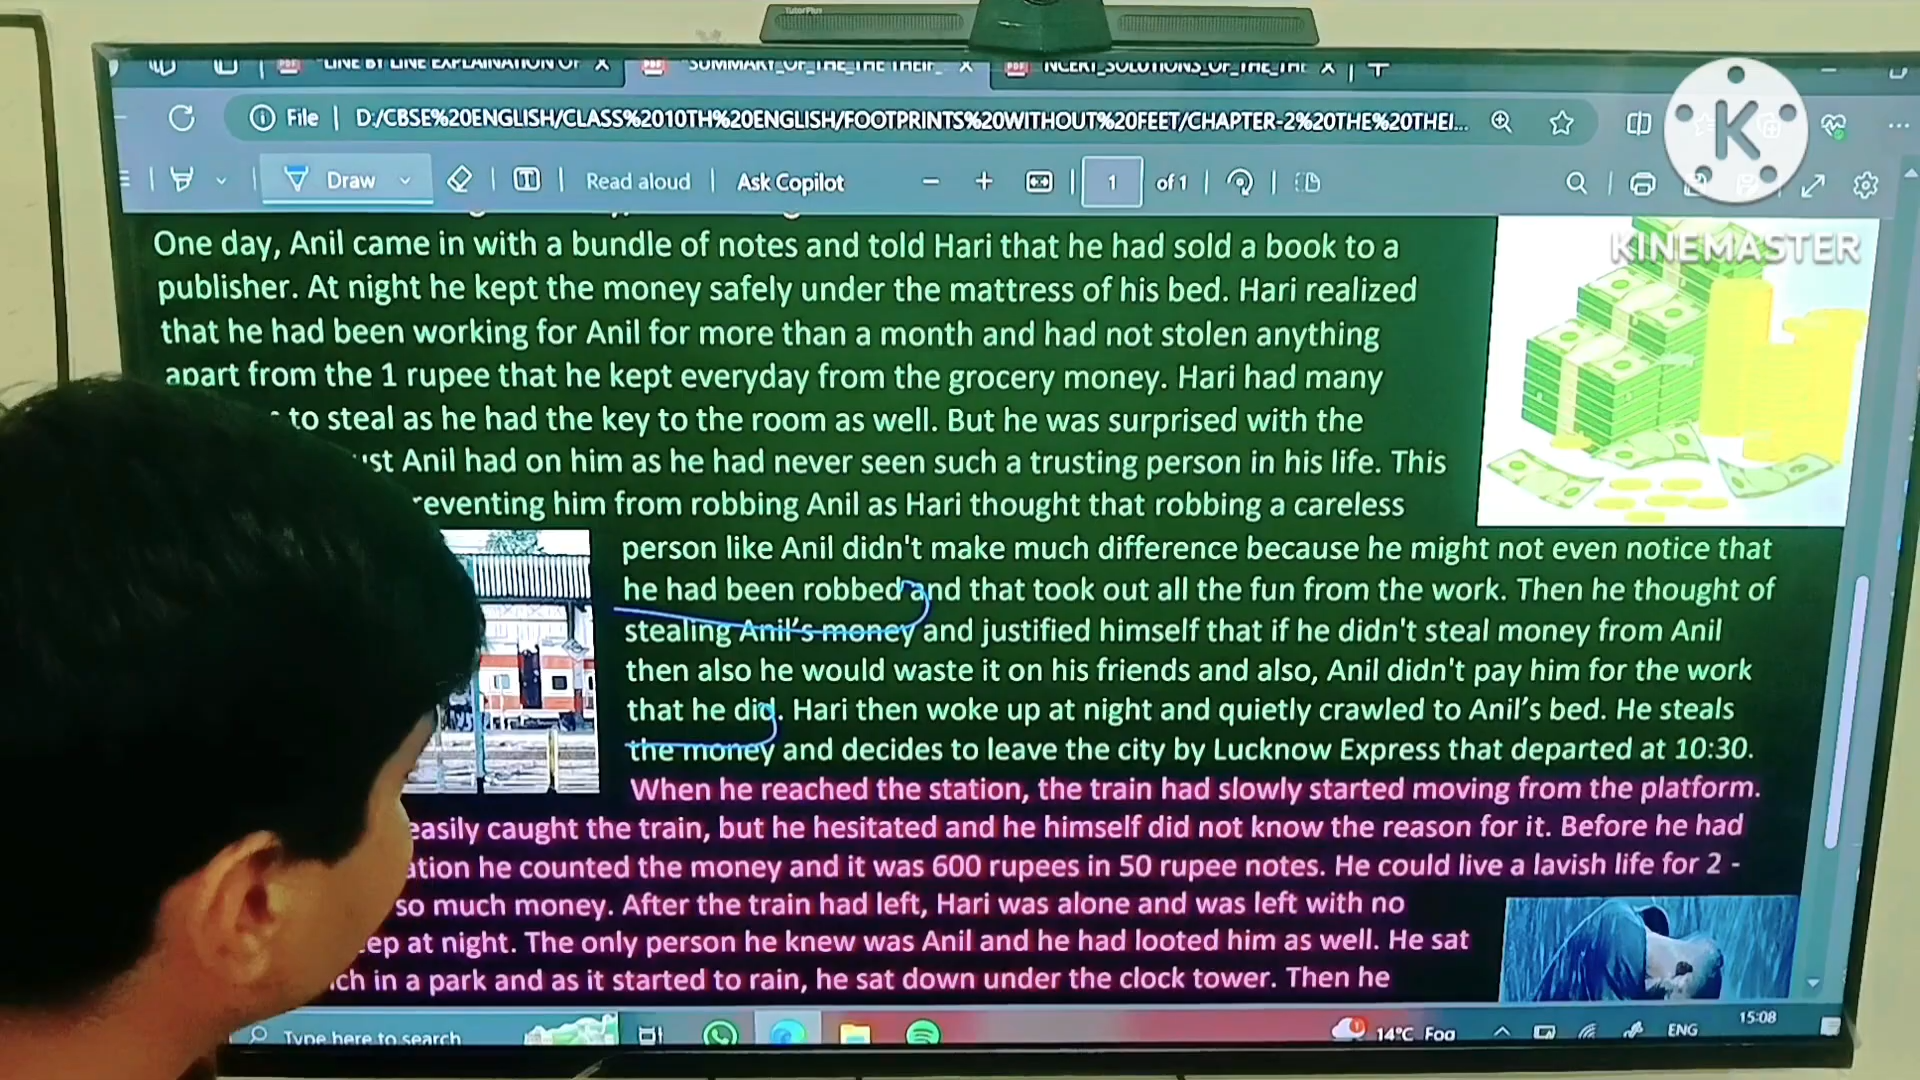 TutorPlus
"LINE BY LINE EXPLAINATION OF X
"SUMMARY_OF_THE_THE THEIF_ X
NCERT_SOLUTIONS_OF_THE_THE X
File D:/CBSE%20ENGLISH/CLASS%2010TH%20ENGLISH/FOOTPRINTS%20WITHOUT%20FEET/CHAPTER-2%20THE%20THEI...
Draw Read aloud Ask Copilot 1 of 1
K
KINEMASTER
One day, Anil came in with a bundle of notes and told Hari that he had sold a book to a
publisher. At night he kept the money safely under the mattress of his bed. Hari realized
that he had been working for Anil for more than a month and had not stolen anything
apart from the 1 rupee that he kept everyday from the grocery money. Hari had many
to steal as he had the key to the room as well. But he was surprised with the
Anil had on him as he had never seen such a trusting person in his life. This
him from robbing Anil as Hari thought that robbing a careless
person like Anil didn't make much difference because he might not even notice that
he had been robbed and that took out all the fun from the work. Then he thought of
stealing Anil's money and justified himself that if he didn't steal money from Anil
then also he would waste it on his friends and also, Anil didn't pay him for the work
that he did. Hari then woke up at night and quietly crawled to Anil's bed. He steals
the money and decides to leave the city by Lucknow Express that departed at 10:30.
When he reached the station, the train had slowly started moving from the platform.
easily caught the train, but he hesitated and he himself did not know the reason for it. Before he had
he counted the money and it was 600 rupees in 50 rupee notes. He could live a lavish life for 2 -
so much money. After the train had left, Hari was alone and was left with no
at night. The only person he knew was Anil and he had looted him as well. He sat
in a park and as it started to rain, he sat down under the clock tower. Then he
Type here to search
14°C Fog
ENG
15:08